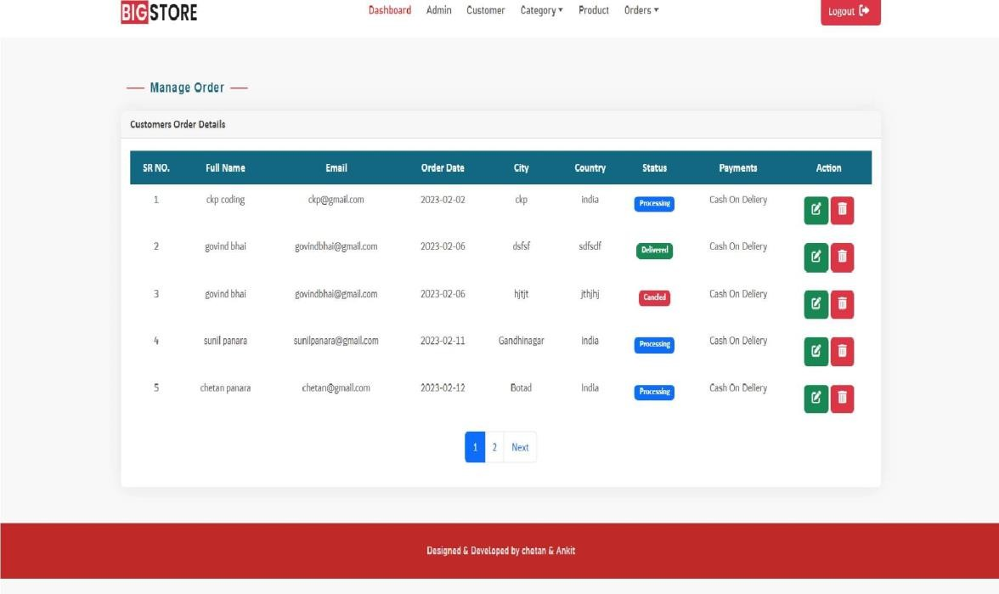 BIGSTORE
Dashboard Admin Customer Category Product Orders
Logout
Manage Order
Customers Order Details
SR NO. Full Name Email Order Date City Country Status Payments Action
1 ckp coding ckp@gmail.com 2023-02-02 ckp india Processing Cash On Deliery
2 govind bhai govindbhai@gmail.com 2023-02-06 dsfsf sdfsdf Delivered Cash On Deliery
3 govind bhai govindbhai@gmail.com 2023-02-06 hjtjt jthjhj Cancled Cash On Deliery
4 sunil panara sunilpanara@gmail.com 2023-02-11 Gandhinagar India Processing Cash On Deliery
5 chetan panara chetan@gmail.com 2023-02-12 Botad India Processing Cash On Deliery
1 2 Next
Designed & Developed by chetan & Ankit